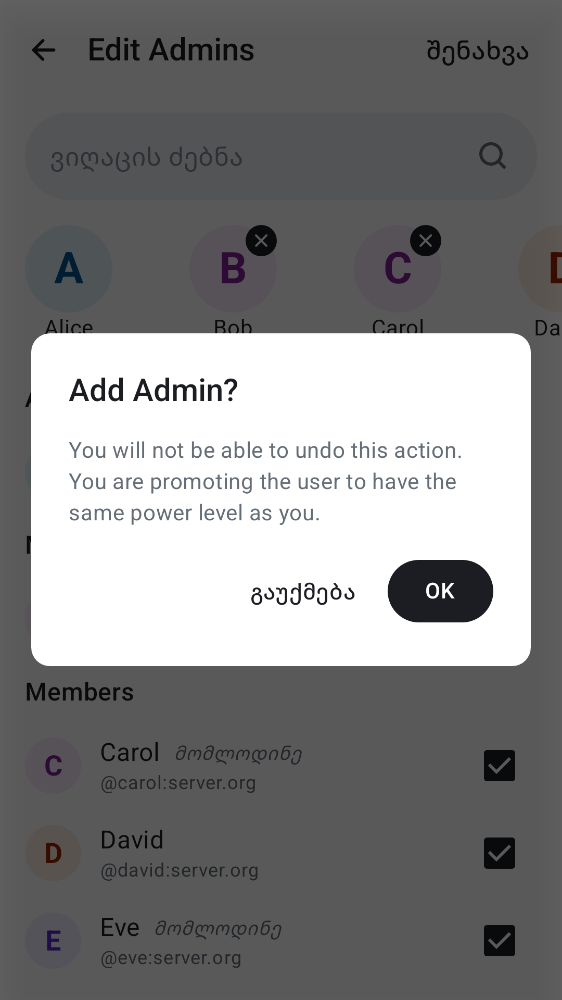 Edit Admins
შენახვა
ვიღაცის ძებნა
A
B
C
D
Alice
Bob
Carol
Da
Add Admin?
You will not be able to undo this action.
You are promoting the user to have the
same power level as you.
გაუქმება
OK
Members
C
Carol მომლოდინე
@carol:server.org
D
David
@david:server.org
E
Eve მომლოდინე
@eve:server.org